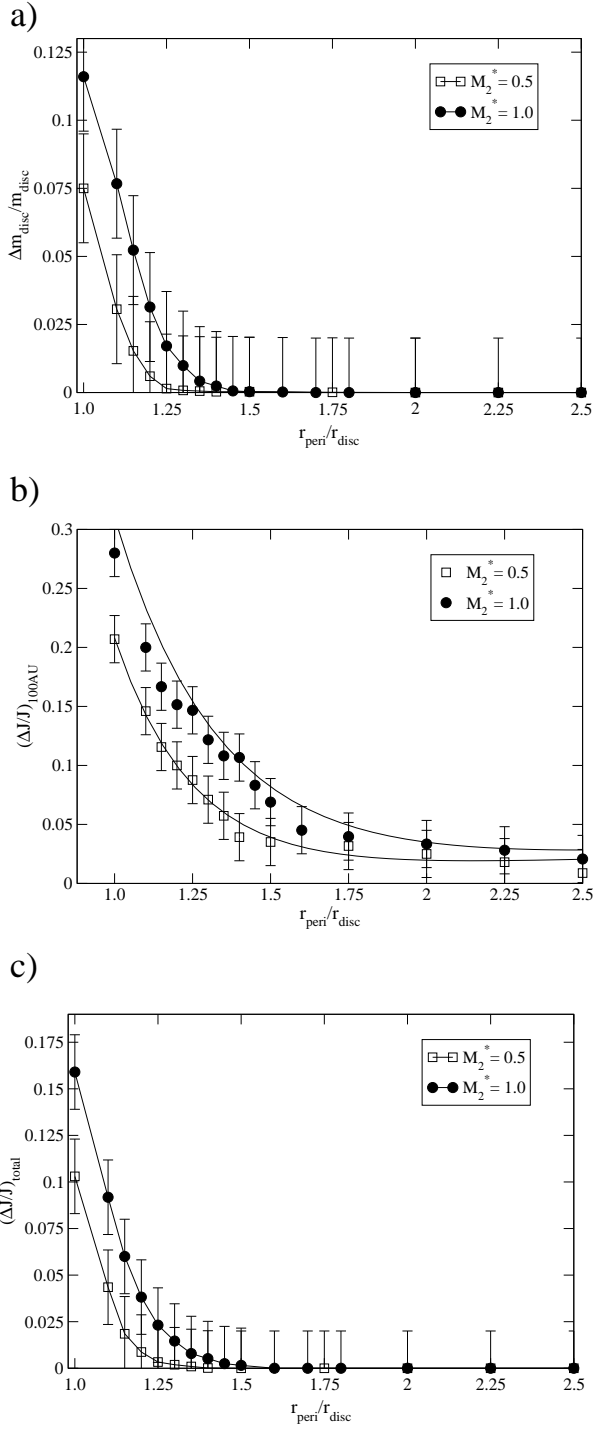 a)
0.125
0.1
0.075
0.05
0.025
0
Δm_disc/m_disc
M_2^* = 0.5
M_2^* = 1.0
1.0 1.25 1.5 1.75 2 2.25 2.5
r_peri/r_disc
b)
0.3
0.25
0.2
0.15
0.1
0.05
0
(ΔJ/J)_100AU
M_2^* = 0.5
M_2^* = 1.0
1.0 1.25 1.5 1.75 2 2.25 2.5
r_peri/r_disc
c)
0.175
0.15
0.125
0.1
0.075
0.05
0.025
0
(ΔJ/J)_total
M_2^* = 0.5
M_2^* = 1.0
1.0 1.25 1.5 1.75 2 2.25 2.5
r_peri/r_disc